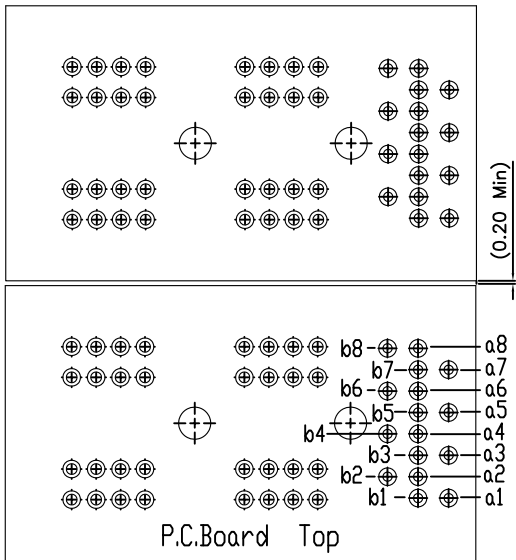 (0.20 Min)
b8 a8
b7 a7
b6 a6
b5 a5
b4 a4
b3 a3
b2 a2
b1 a1
P.C.Board Top